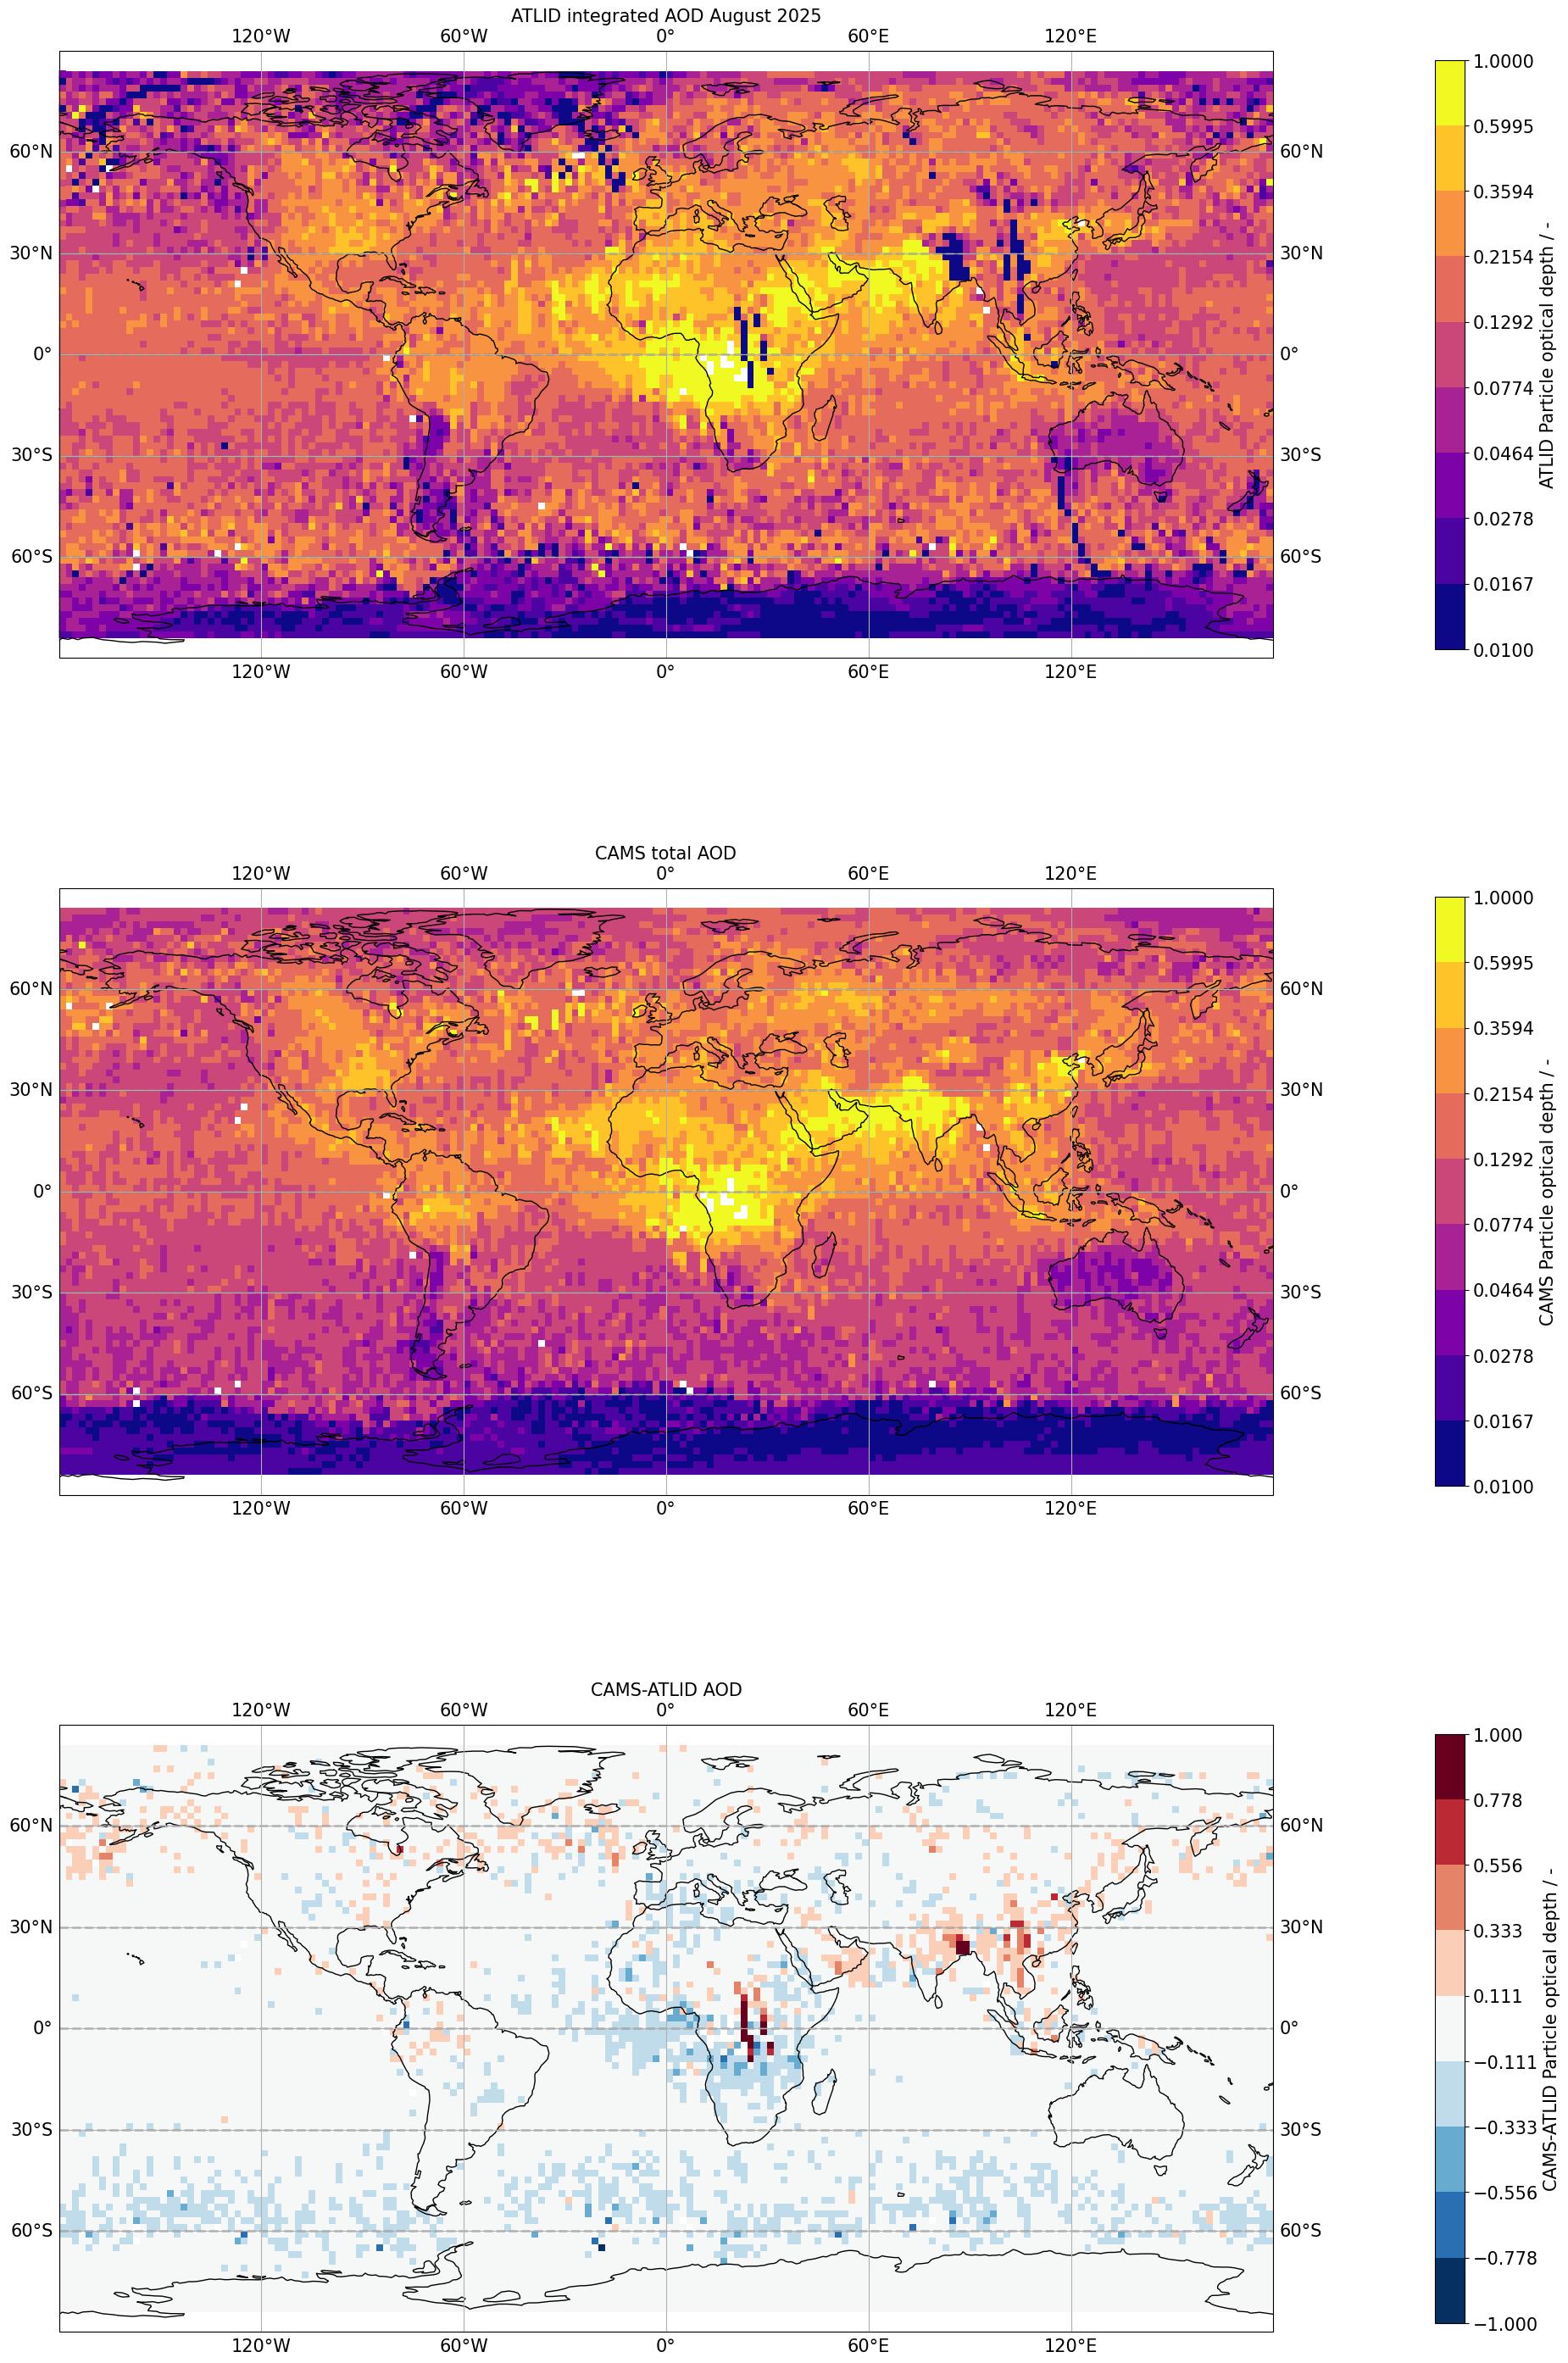 ATLID integrated AOD August 2025
120°W 60°W 0° 60°E 120°E
60°N 60°N
30°N 30°N
0° 0°
30°S 30°S
60°S 60°S
120°W 60°W 0° 60°E 120°E
1.0000
0.5995
0.3594
0.2154
0.1292
0.0774
0.0464
0.0278
0.0167
0.0100
ATLID Particle optical depth / -
CAMS total AOD
120°W 60°W 0° 60°E 120°E
60°N 60°N
30°N 30°N
0° 0°
30°S 30°S
60°S 60°S
120°W 60°W 0° 60°E 120°E
1.0000
0.5995
0.3594
0.2154
0.1292
0.0774
0.0464
0.0278
0.0167
0.0100
CAMS Particle optical depth / -
CAMS-ATLID AOD
120°W 60°W 0° 60°E 120°E
60°N 60°N
30°N 30°N
0° 0°
30°S 30°S
60°S 60°S
120°W 60°W 0° 60°E 120°E
1.000
0.778
0.556
0.333
0.111
−0.111
−0.333
−0.556
−0.778
−1.000
CAMS-ATLID Particle optical depth / -